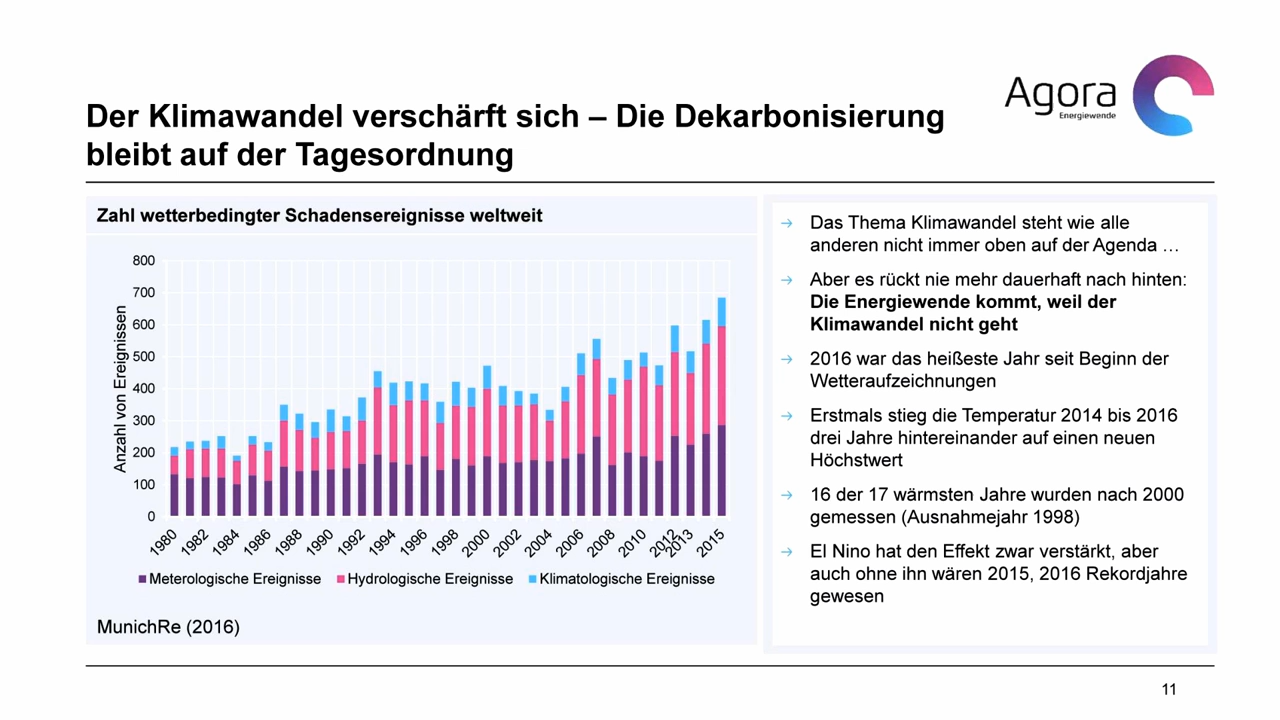 Agora
Energiewende
Der Klimawandel verschärft sich – Die Dekarbonisierung
bleibt auf der Tagesordnung
Zahl wetterbedingter Schadensereignisse weltweit
Anzahl von Ereignissen
800
700
600
500
400
300
200
100
0
1980
1982
1984
1986
1988
1990
1992
1994
1996
1998
2000
2002
2004
2006
2008
2010
2012
2013
2015
Meterologische Ereignisse
Hydrologische Ereignisse
Klimatologische Ereignisse
MunichRe (2016)
→ Das Thema Klimawandel steht wie alle
anderen nicht immer oben auf der Agenda …
→ Aber es rückt nie mehr dauerhaft nach hinten:
Die Energiewende kommt, weil der
Klimawandel nicht geht
→ 2016 war das heißeste Jahr seit Beginn der
Wetteraufzeichnungen
→ Erstmals stieg die Temperatur 2014 bis 2016
drei Jahre hintereinander auf einen neuen
Höchstwert
→ 16 der 17 wärmsten Jahre wurden nach 2000
gemessen (Ausnahmejahr 1998)
→ El Nino hat den Effekt zwar verstärkt, aber
auch ohne ihn wären 2015, 2016 Rekordjahre
gewesen
11